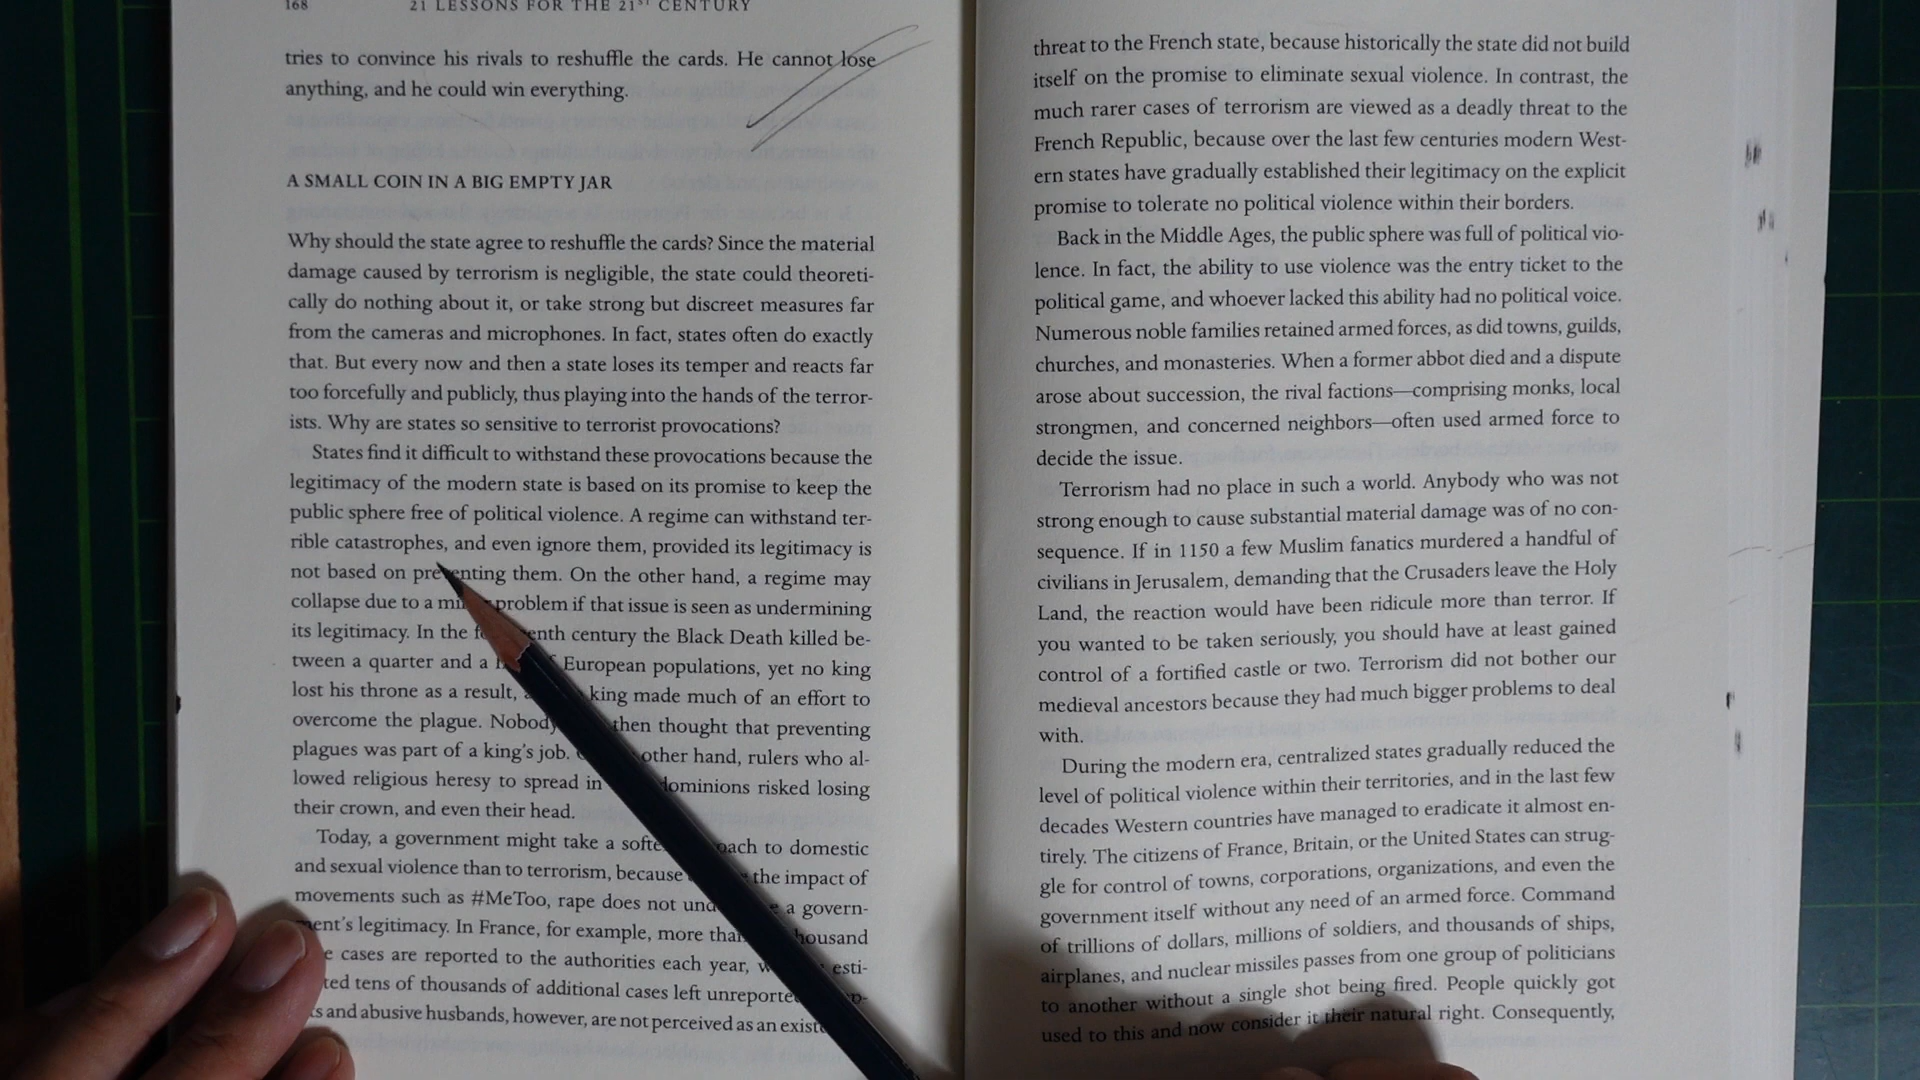 168 21 LESSONS FOR THE 21ST CENTURY
tries to convince his rivals to reshuffle the cards. He cannot lose
anything, and he could win everything.
A SMALL COIN IN A BIG EMPTY JAR
Why should the state agree to reshuffle the cards? Since the material
damage caused by terrorism is negligible, the state could theoreti-
cally do nothing about it, or take strong but discreet measures far
from the cameras and microphones. In fact, states often do exactly
that. But every now and then a state loses its temper and reacts far
too forcefully and publicly, thus playing into the hands of the terror-
ists. Why are states so sensitive to terrorist provocations?
States find it difficult to withstand these provocations because the
legitimacy of the modern state is based on its promise to keep the
public sphere free of political violence. A regime can withstand ter-
rible catastrophes, and even ignore them, provided its legitimacy is
not based on preventing them. On the other hand, a regime may
collapse due to a problem if that issue is seen as undermining
its legitimacy. In the century the Black Death killed be-
tween a quarter and a European populations, yet no king
lost his throne as a result, king made much of an effort to
overcome the plague. Nobody then thought that preventing
plagues was part of a king's job. other hand, rulers who al-
lowed religious heresy to spread in dominions risked losing
their crown, and even their head.
Today, a government might take a approach to domestic
and sexual violence than to terrorism, because the impact of
movements such as #MeToo, rape does not a govern-
ment's legitimacy. In France, for example, more than thousand
cases are reported to the authorities each year, esti-
tens of thousands of additional cases left unreported
and abusive husbands, however, are not perceived as an
threat to the French state, because historically the state did not build
itself on the promise to eliminate sexual violence. In contrast, the
much rarer cases of terrorism are viewed as a deadly threat to the
French Republic, because over the last few centuries modern West-
ern states have gradually established their legitimacy on the explicit
promise to tolerate no political violence within their borders.
Back in the Middle Ages, the public sphere was full of political vio-
lence. In fact, the ability to use violence was the entry ticket to the
political game, and whoever lacked this ability had no political voice.
Numerous noble families retained armed forces, as did towns, guilds,
churches, and monasteries. When a former abbot died and a dispute
arose about succession, the rival factions—comprising monks, local
strongmen, and concerned neighbors—often used armed force to
decide the issue.
Terrorism had no place in such a world. Anybody who was not
strong enough to cause substantial material damage was of no con-
sequence. If in 1150 a few Muslim fanatics murdered a handful of
civilians in Jerusalem, demanding that the Crusaders leave the Holy
Land, the reaction would have been ridicule more than terror. If
you wanted to be taken seriously, you should have at least gained
control of a fortified castle or two. Terrorism did not bother our
medieval ancestors because they had much bigger problems to deal
with.
During the modern era, centralized states gradually reduced the
level of political violence within their territories, and in the last few
decades Western countries have managed to eradicate it almost en-
tirely. The citizens of France, Britain, or the United States can strug-
gle for control of towns, corporations, organizations, and even the
government itself without any need of an armed force. Command
of trillions of dollars, millions of soldiers, and thousands of ships,
airplanes, and nuclear missiles passes from one group of politicians
to another without a single shot being fired. People quickly got
used to this and now consider it their natural right. Consequently,